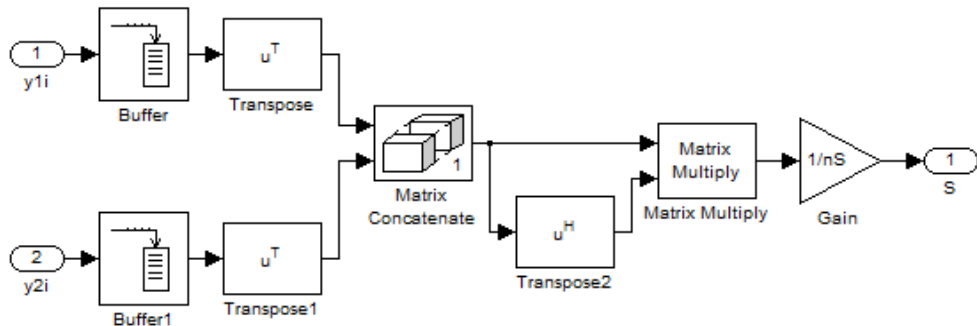 1
y1i
Buffer
u^T
Transpose
2
y2i
Buffer1
u^T
Transpose1
1
Matrix
Concatenate
u^H
Transpose2
Matrix
Multiply
Matrix Multiply
1/nS
Gain
1
S